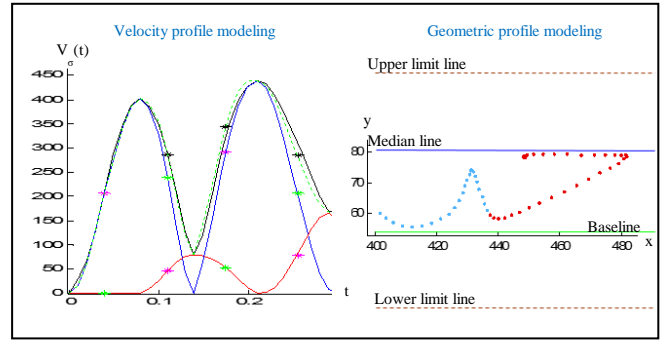 Velocity profile modeling
V (t)
σ
450
400
350
300
250
200
150
100
50
0
0
0.1
0.2
t
Geometric profile modeling
Upper limit line
y
Median line
80
70
60
Baseline
x
400
420
440
460
480
Lower limit line